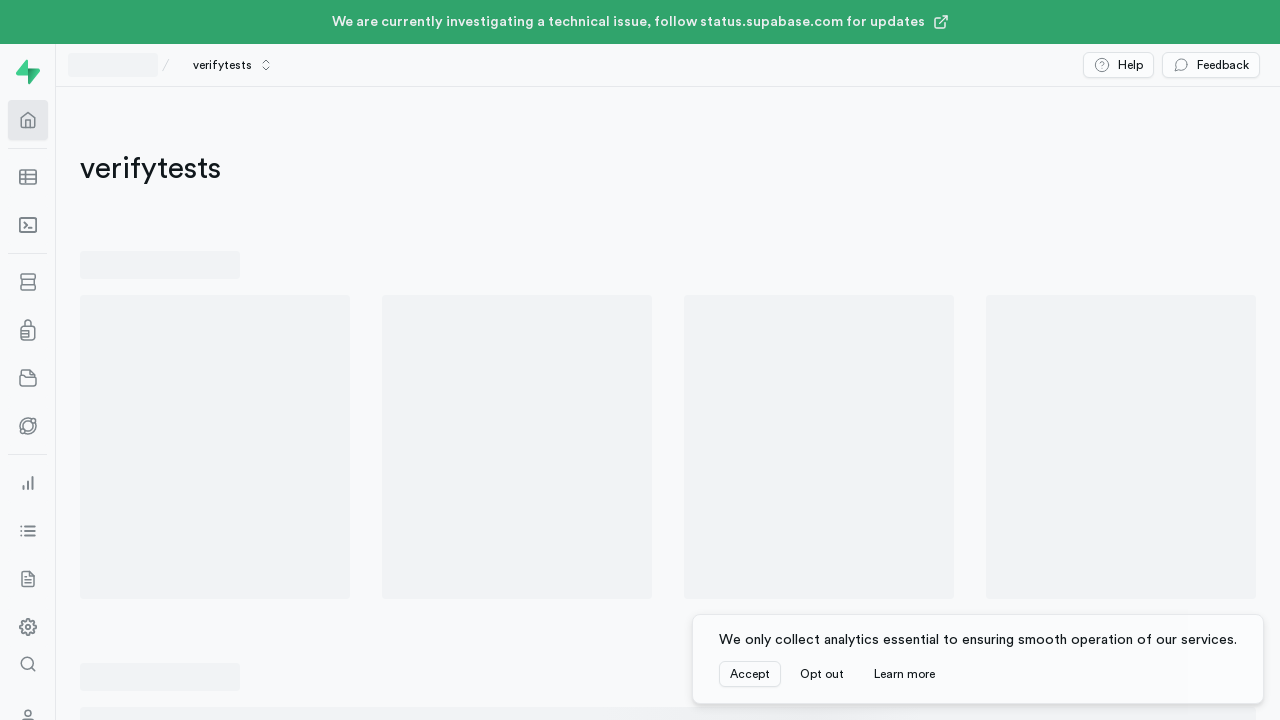 We are currently investigating a technical issue, follow status.supabase.com for updates
/ verifytests
Help
Feedback
verifytests
We only collect analytics essential to ensuring smooth operation of our services.
Accept
Opt out
Learn more